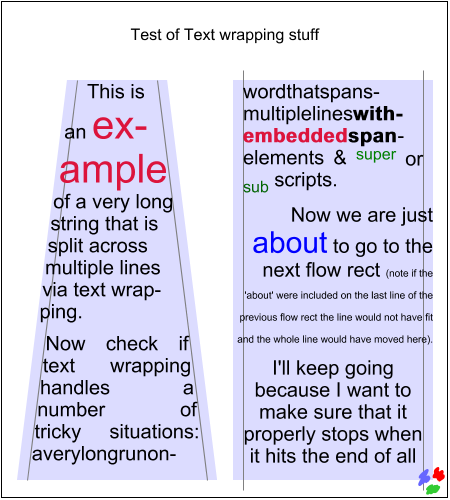 Test of Text wrapping stuff
This is
an ex-
ample
of a very long
string that is
split across
multiple lines
via text wrap-
ping.
Now check if
text wrapping
handles a
number of
tricky situations:
averylongrunon-
wordthatspans-
multiplelineswith-
embeddedspan-
elements & super or
sub scripts.
Now we are just
about to go to the
next flow rect (note if the
'about' were included on the last line of the
previous flow rect the line would not have fit
and the whole line would have moved here).
I'll keep going
because I want to
make sure that it
properly stops when
it hits the end of all